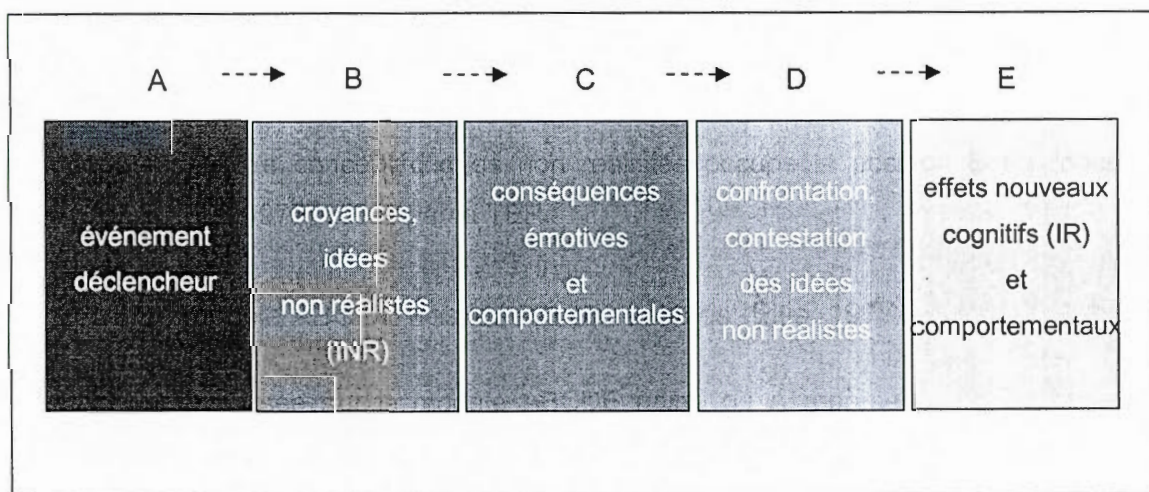 A B C D E
événement
déclencheur
croyances,
idées
non réalistes
(INR)
conséquences
émotives
et
comportementales
confrontation,
contestation
des idées
non réalistes
effets nouveaux
cognitifs (IR)
et
comportementaux